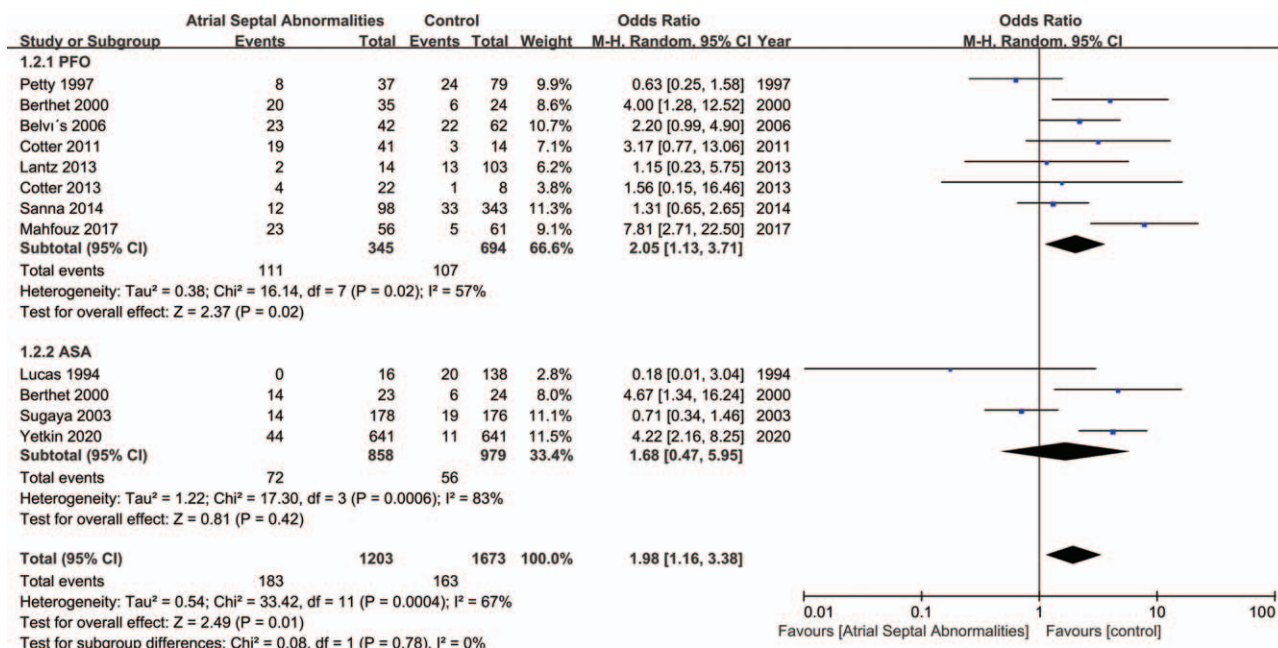 Atrial Septal Abnormalities Control Odds Ratio Odds Ratio
Study or Subgroup Events Total Events Total Weight M-H, Random, 95% CI Year M-H, Random, 95% CI
1.2.1 PFO
Petty 1997 8 37 24 79 9.9% 0.63 [0.25, 1.58] 1997
Berthet 2000 20 35 6 24 8.6% 4.00 [1.28, 12.52] 2000
Belvı´s 2006 23 42 22 62 10.7% 2.20 [0.99, 4.90] 2006
Cotter 2011 19 41 3 14 7.1% 3.17 [0.77, 13.06] 2011
Lantz 2013 2 14 13 103 6.2% 1.15 [0.23, 5.75] 2013
Cotter 2013 4 22 1 8 3.8% 1.56 [0.15, 16.46] 2013
Sanna 2014 12 98 33 343 11.3% 1.31 [0.65, 2.65] 2014
Mahfouz 2017 23 56 5 61 9.1% 7.81 [2.71, 22.50] 2017
Subtotal (95% CI) 345 694 66.6% 2.05 [1.13, 3.71]
Total events 111 107
Heterogeneity: Tau² = 0.38; Chi² = 16.14, df = 7 (P = 0.02); I² = 57%
Test for overall effect: Z = 2.37 (P = 0.02)
1.2.2 ASA
Lucas 1994 0 16 20 138 2.8% 0.18 [0.01, 3.04] 1994
Berthet 2000 14 23 6 24 8.0% 4.67 [1.34, 16.24] 2000
Sugaya 2003 14 178 19 176 11.1% 0.71 [0.34, 1.46] 2003
Yetkin 2020 44 641 11 641 11.5% 4.22 [2.16, 8.25] 2020
Subtotal (95% CI) 858 979 33.4% 1.68 [0.47, 5.95]
Total events 72 56
Heterogeneity: Tau² = 1.22; Chi² = 17.30, df = 3 (P = 0.0006); I² = 83%
Test for overall effect: Z = 0.81 (P = 0.42)
Total (95% CI) 1203 1673 100.0% 1.98 [1.16, 3.38]
Total events 183 163
Heterogeneity: Tau² = 0.54; Chi² = 33.42, df = 11 (P = 0.0004); I² = 67%
Test for overall effect: Z = 2.49 (P = 0.01)
Test for subgroup differences: Chi² = 0.08, df = 1 (P = 0.78), I² = 0%
0.01 0.1 1 10 100
Favours [Atrial Septal Abnormalities] Favours [control]